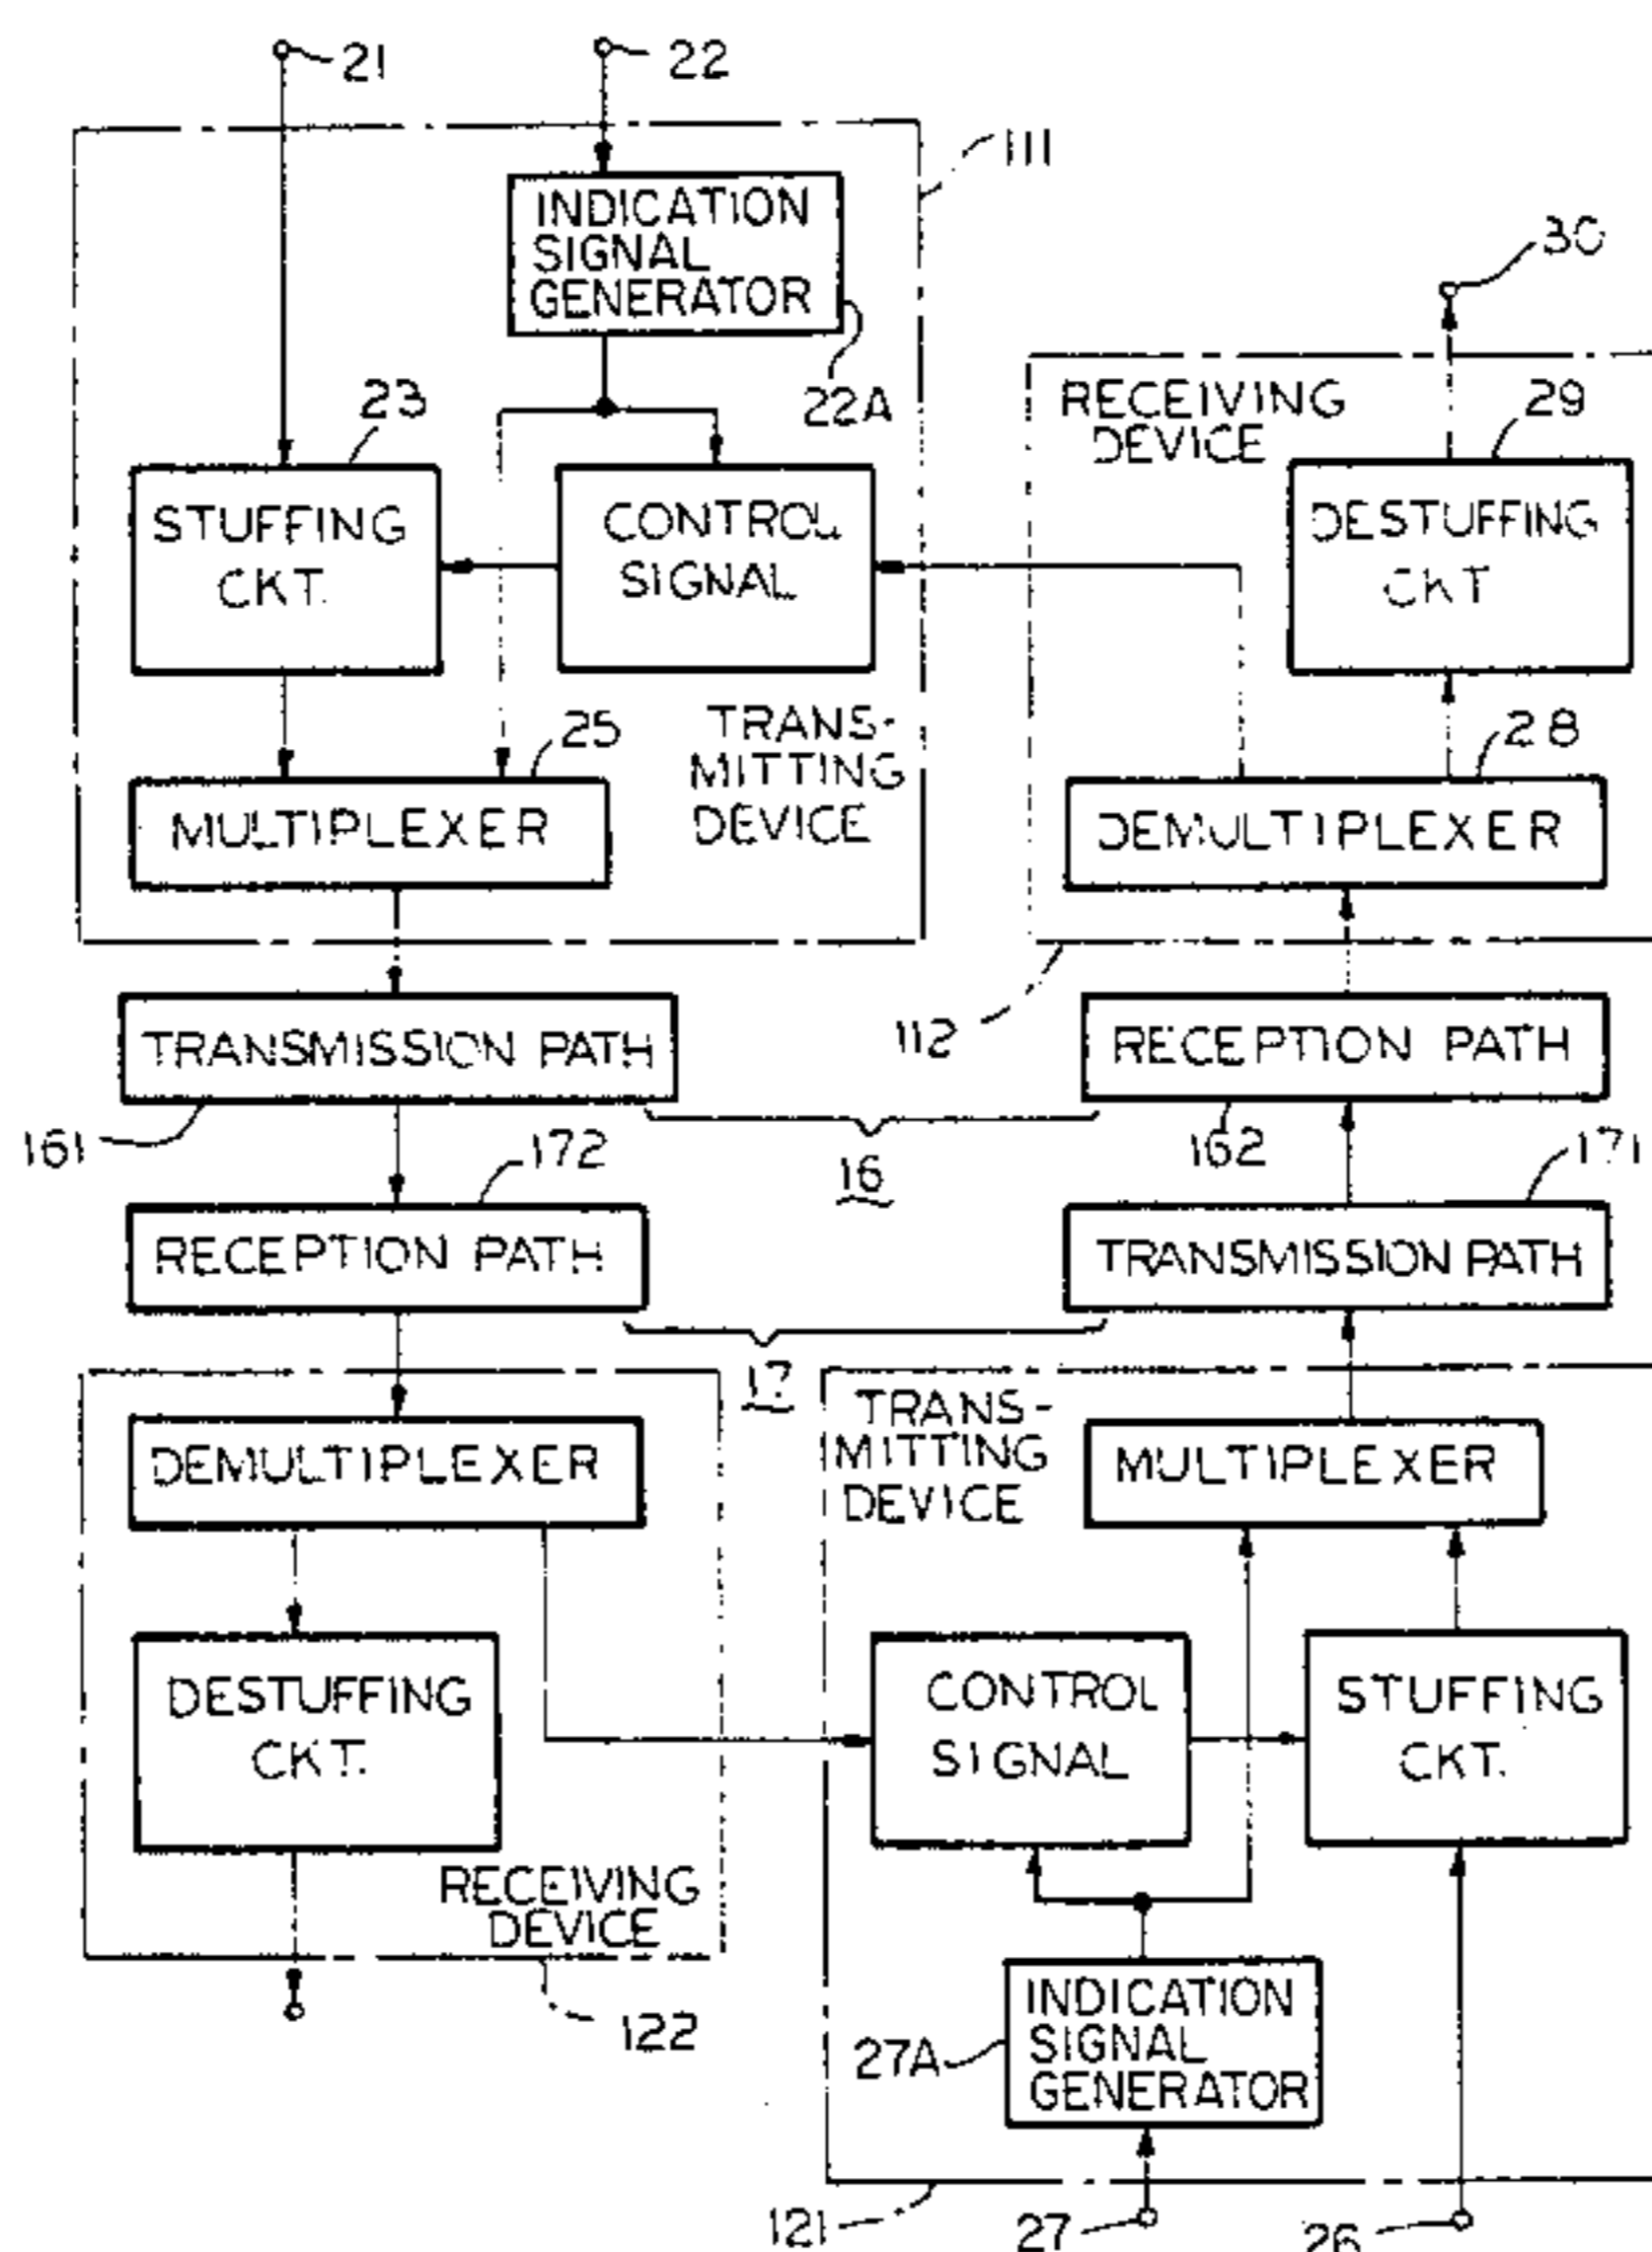 21
22
111
INDICATION
SIGNAL
GENERATOR
22A
30
RECEIVING
DEVICE
29
23
STUFFING
CKT.
CONTROL
SIGNAL
DESTUFFING
CKT
TRANS-
MITTING
DEVICE
25
28
MULTIPLEXER
DEMULTIPLEXER
TRANSMISSION PATH
112
RECEPTION PATH
161
172
16
162
171
RECEPTION PATH
TRANSMISSION PATH
17
TRANS-
MITTING
DEVICE
DEMULTIPLEXER
MULTIPLEXER
DESTUFFING
CKT.
CONTROL
SIGNAL
STUFFING
CKT.
RECEIVING
DEVICE
122
27A
INDICATION
SIGNAL
GENERATOR
121
27
26